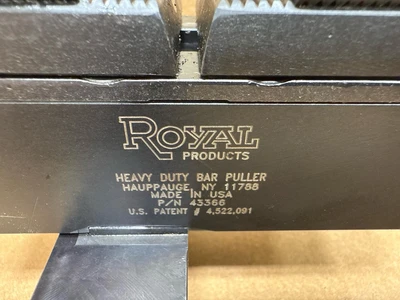 ROYAL
PRODUCTS
HEAVY DUTY BAR PULLER
HAUPPAUGE, NY 11788
MADE IN USA
P/N 43366
U.S. PATENT # 4,522,091